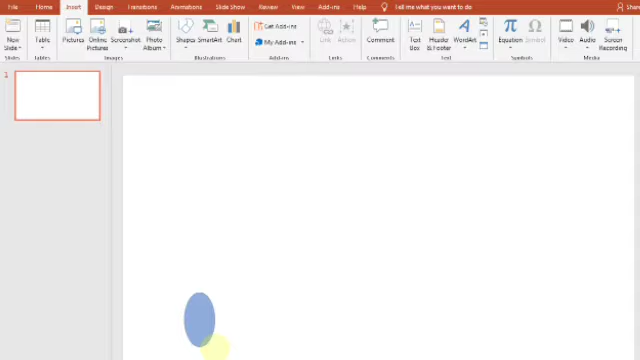 File Home Insert Design Transitions Animations Slide Show Review View Add-ins Help Tell me what you want to do Share
New Slide Table Pictures Online Pictures Screenshot Photo Album Shapes SmartArt Chart Get Add-ins My Add-ins Link Action Comment Text Box Header & Footer WordArt Equation Symbol Video Audio Screen Recording
Slides Tables Images Illustrations Add-ins Links Comments Text Symbols Media
1